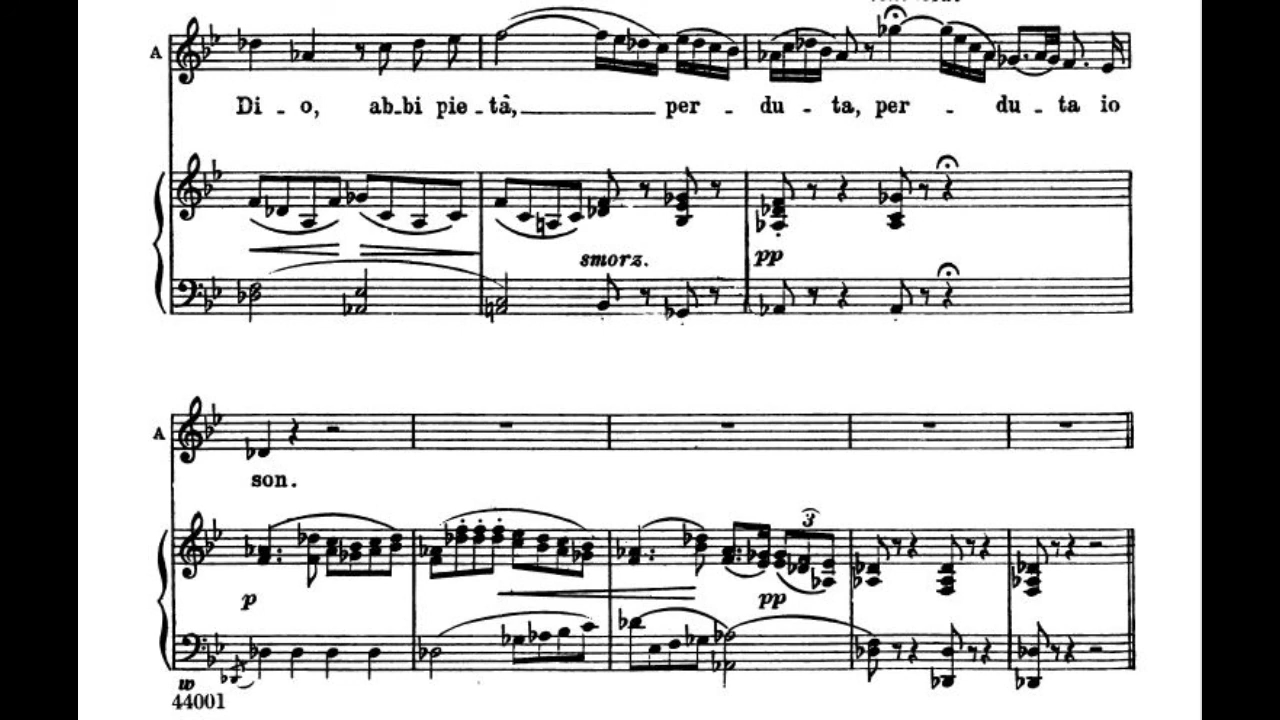 A
Di - o, ab-bi pie - tà, per - du - ta, per - du - ta io
smorz.
pp
A
son.
3
p
pp
w
44001